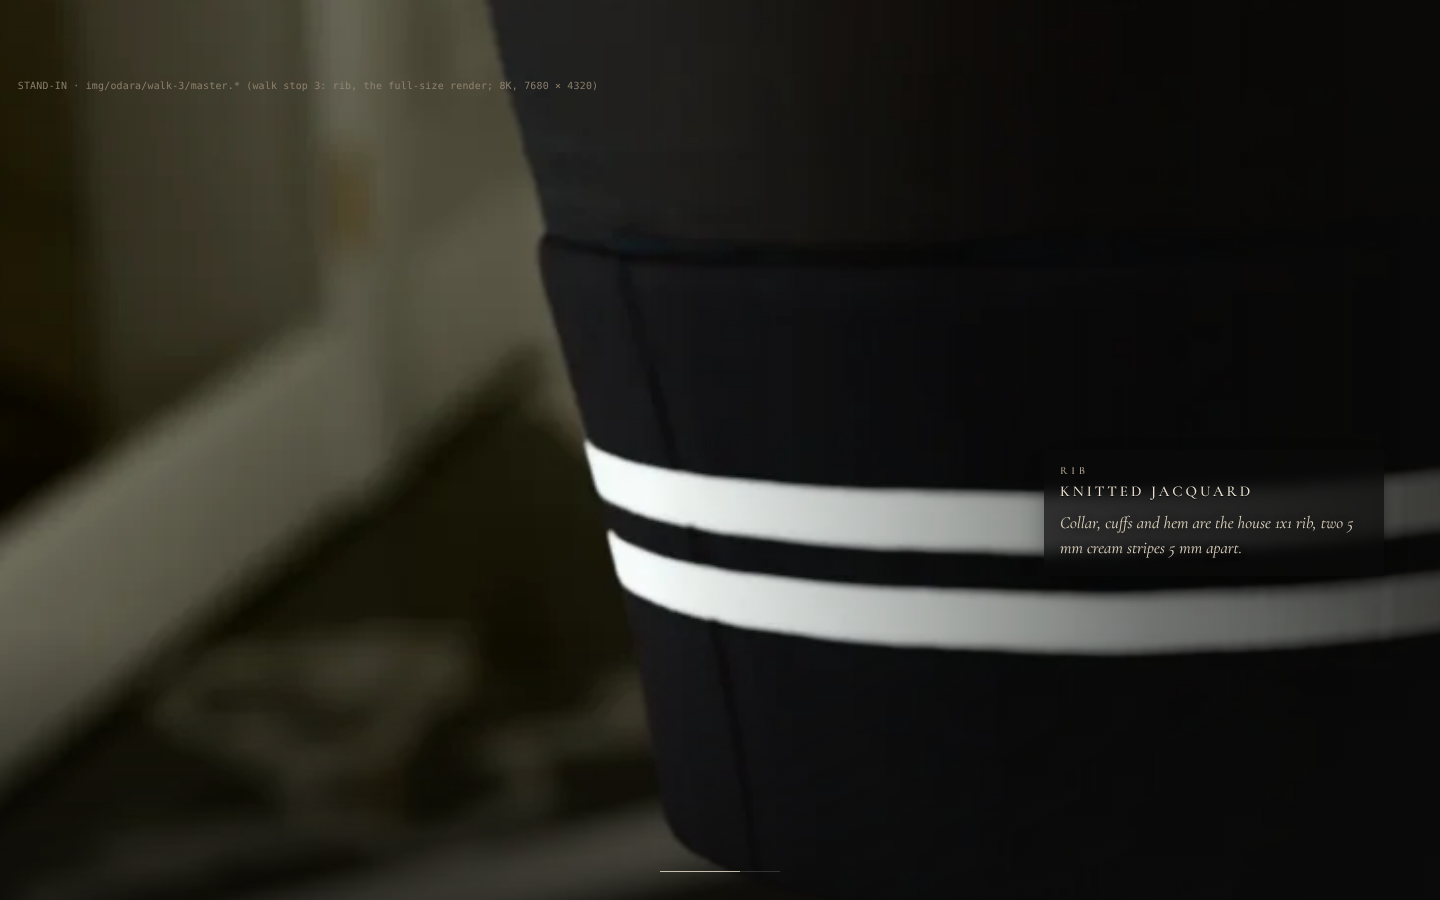 STAND-IN · img/odara/walk-3/master.* (walk stop 3: rib, the full-size render; 8K, 7680 × 4320)
RIB
KNITTED JACQUARD
Collar, cuffs and hem are the house 1x1 rib, two 5
mm cream stripes 5 mm apart.